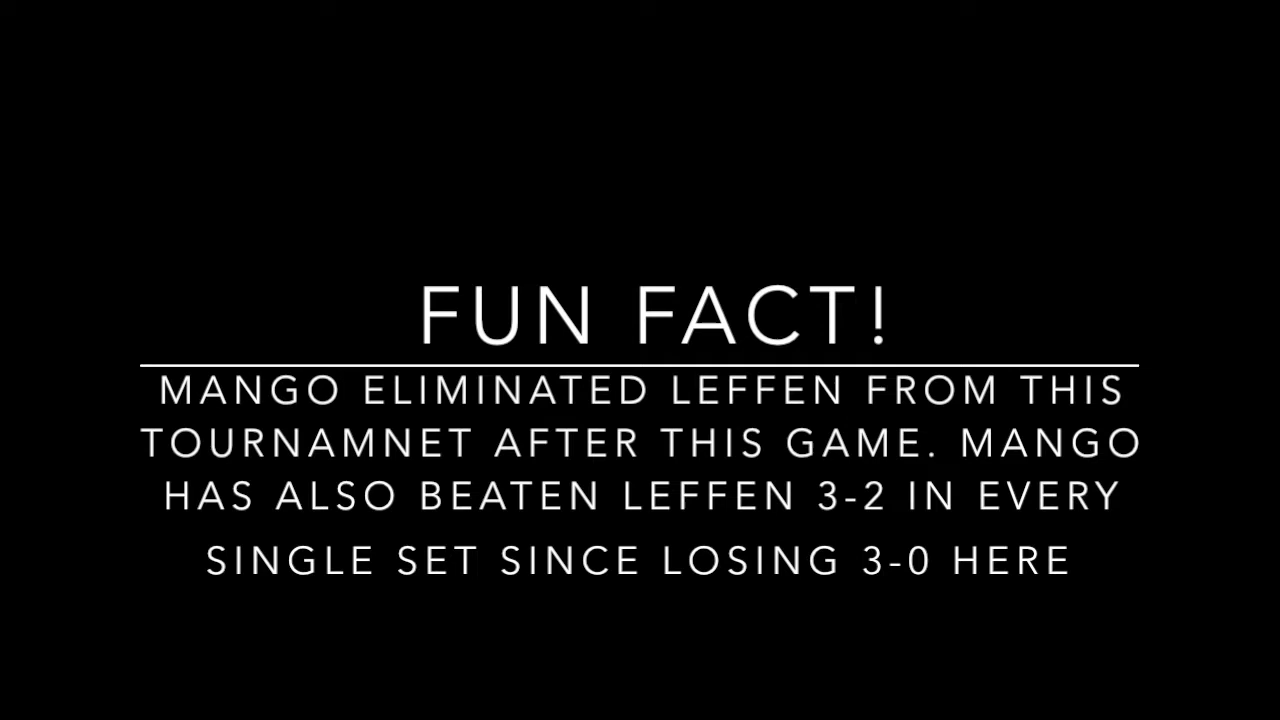 FUN FACT!
MANGO ELIMINATED LEFFEN FROM THIS
TOURNAMNET AFTER THIS GAME. MANGO
HAS ALSO BEATEN LEFFEN 3-2 IN EVERY
SINGLE SET SINCE LOSING 3-0 HERE